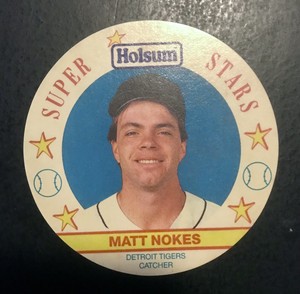 SUPER STARS
Holsum
MATT NOKES
DETROIT TIGERS
CATCHER